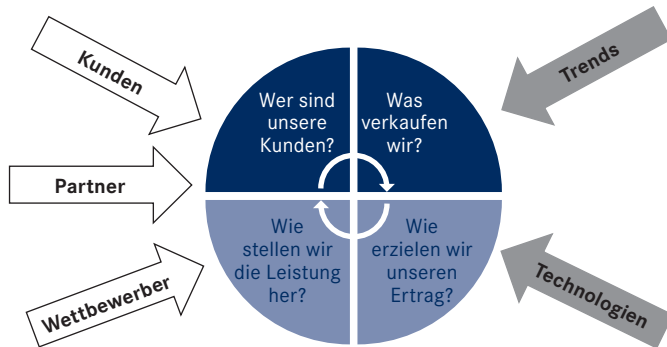 Kunden
Partner
Wettbewerber
Wer sind
unsere
Kunden?
Was
verkaufen
wir?
Wie
stellen wir
die Leistung
her?
Wie
erzielen wir
unseren
Ertrag?
Trends
Technologien